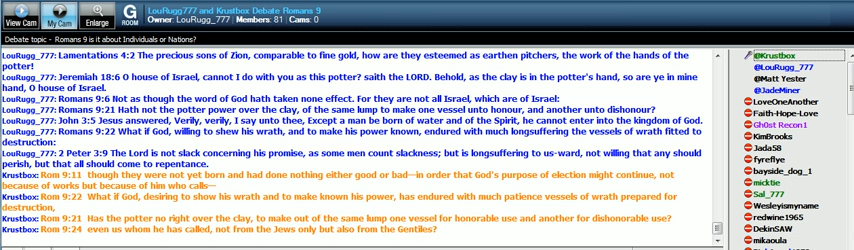 View Cam
My Cam
Enlarge
G
ROOM
LouRugg777 and Krustbox Debate Romans 9
Owner: LouRugg_777 | Members: 81 | Cams: 0
Debate topic - Romans 9 is it about Individuals or Nations?
LouRugg_777: Lamentations 4:2 The precious sons of Zion, comparable to fine gold, how are they esteemed as earthen pitchers, the work of the hands of the
potter!
LouRugg_777: Jeremiah 18:6 O house of Israel, cannot I do with you as this potter? saith the LORD. Behold, as the clay is in the potter's hand, so are ye in mine
hand, O house of Israel.
LouRugg_777: Romans 9:6 Not as though the word of God hath taken none effect. For they are not all Israel, which are of Israel:
LouRugg_777: Romans 9:21 Hath not the potter power over the clay, of the same lump to make one vessel unto honour, and another unto dishonour?
LouRugg_777: John 3:5 Jesus answered, Verily, verily, I say unto thee, Except a man be born of water and of the Spirit, he cannot enter into the kingdom of God.
LouRugg_777: Romans 9:22 What if God, willing to shew his wrath, and to make his power known, endured with much longsuffering the vessels of wrath fitted to
destruction:
LouRugg_777: 2 Peter 3:9 The Lord is not slack concerning his promise, as some men count slackness; but is longsuffering to us-ward, not willing that any should
perish, but that all should come to repentance.
Krustbox: Rom 9:11 though they were not yet born and had done nothing either good or bad—in order that God's purpose of election might continue, not
because of works but because of him who calls—
Krustbox: Rom 9:22 What if God, desiring to show his wrath and to make known his power, has endured with much patience vessels of wrath prepared for
destruction,
Krustbox: Rom 9:21 Has the potter no right over the clay, to make out of the same lump one vessel for honorable use and another for dishonorable use?
Krustbox: Rom 9:24 even us whom he has called, not from the Jews only but also from the Gentiles?
@Krustbox
@LouRugg_777
@Matt Yester
@JadeMiner
LoveOneAnother
Faith-Hope-Love
Gh0st Recon1
KimBrooks
Jada58
fyreflye
bayside_dog_1
micktie
Sal_777
Wesleyismyname
redwine1965
DekinSAW
mikaoula